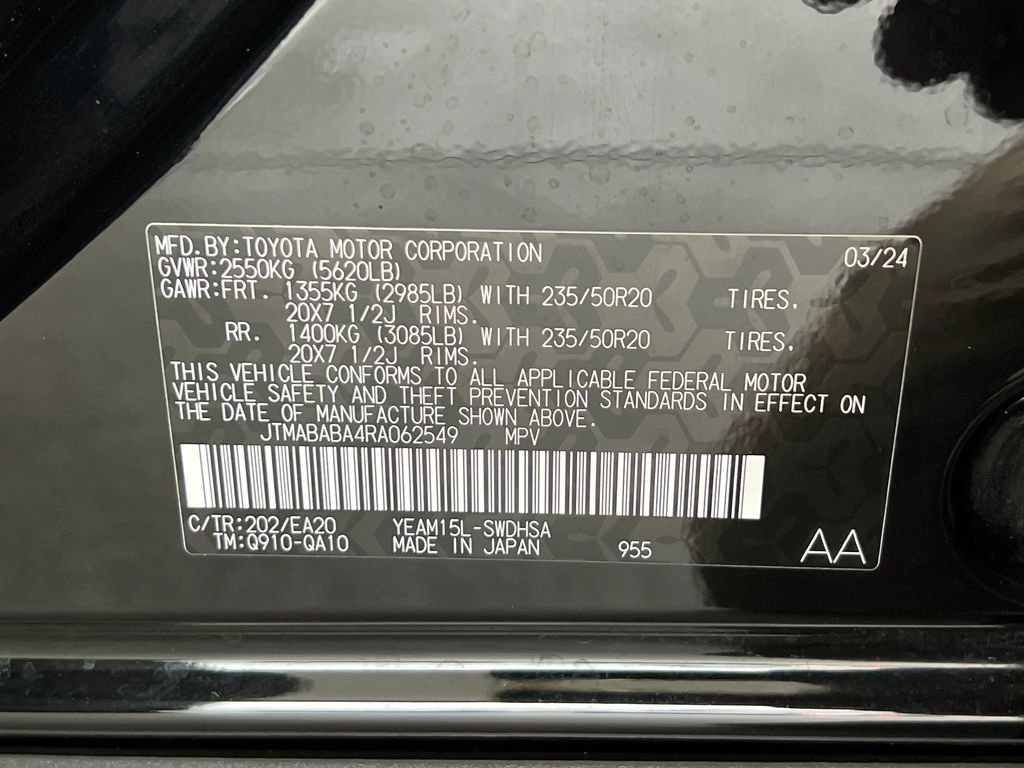 MFD.BY:TOYOTA MOTOR CORPORATION 03/24
GVWR:2550KG (5620LB)
GAWR:FRT. 1355KG (2985LB) WITH 235/50R20 TIRES,
20X7 1/2J RIMS.
RR. 1400KG (3085LB) WITH 235/50R20 TIRES,
20X7 1/2J RIMS.
THIS VEHICLE CONFORMS TO ALL APPLICABLE FEDERAL MOTOR
VEHICLE SAFETY AND THEFT PREVENTION STANDARDS IN EFFECT ON
THE DATE OF MANUFACTURE SHOWN ABOVE.
JTMABABA4RA062549 MPV
C/TR:202/EA20 YEAM15L-SWDHSA
TM:Q910-QA10 MADE IN JAPAN 955 AA